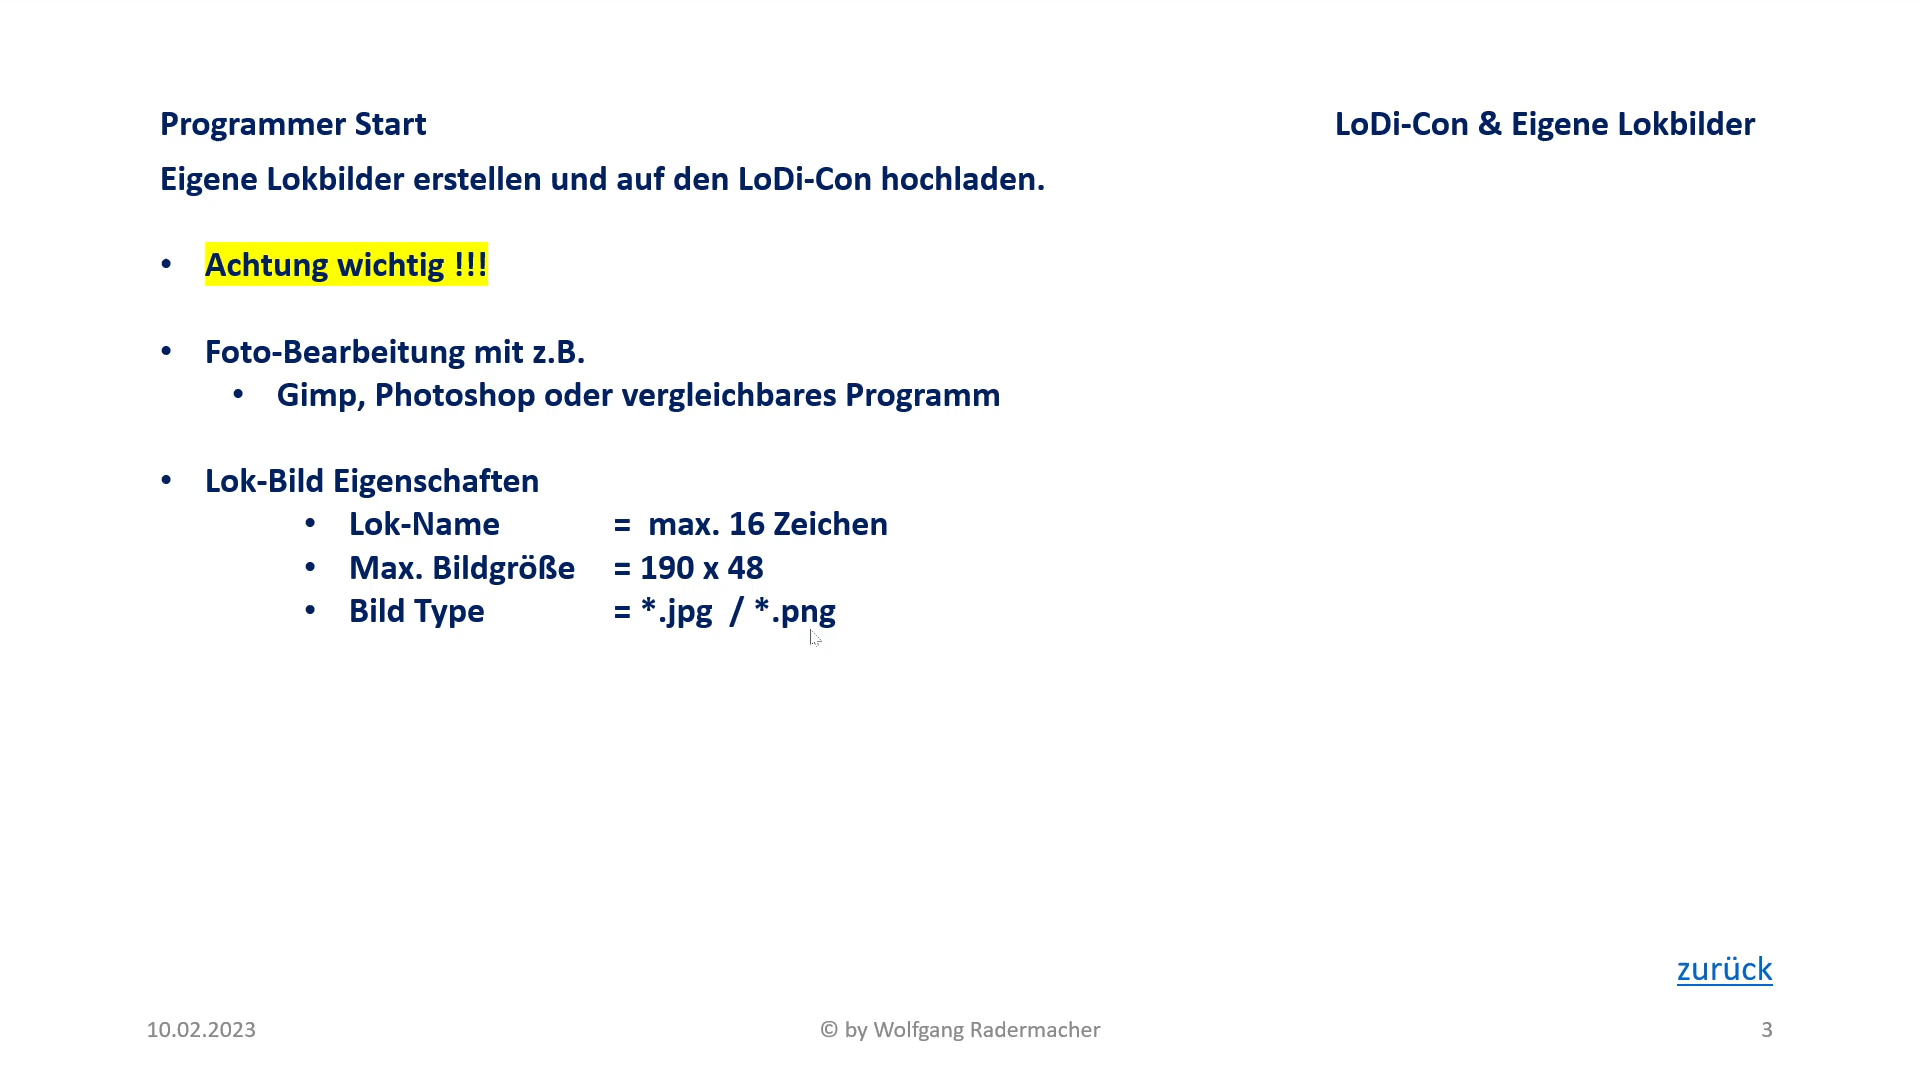 Programmer Start
LoDi-Con & Eigene Lokbilder
Eigene Lokbilder erstellen und auf den LoDi-Con hochladen.
• Achtung wichtig !!!
• Foto-Bearbeitung mit z.B.
• Gimp, Photoshop oder vergleichbares Programm
• Lok-Bild Eigenschaften
• Lok-Name = max. 16 Zeichen
• Max. Bildgröße = 190 x 48
• Bild Type = *.jpg / *.png
zurück
10.02.2023
© by Wolfgang Radermacher
3